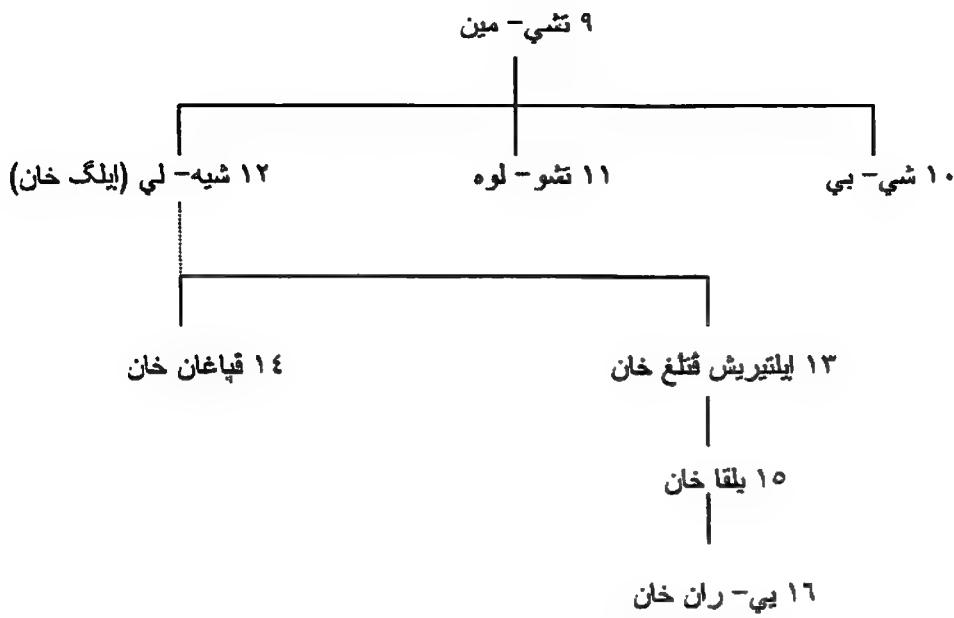 ٩ تشي- مين
١٠ شي- بي ١١ تشو- لوه ١٢ شيه- لي (ايلگ خان)
١٣ ايلتيريش قتلغ خان ١٤ قپاغان خان
١٥ يلقا خان
١٦ يي- ران خان